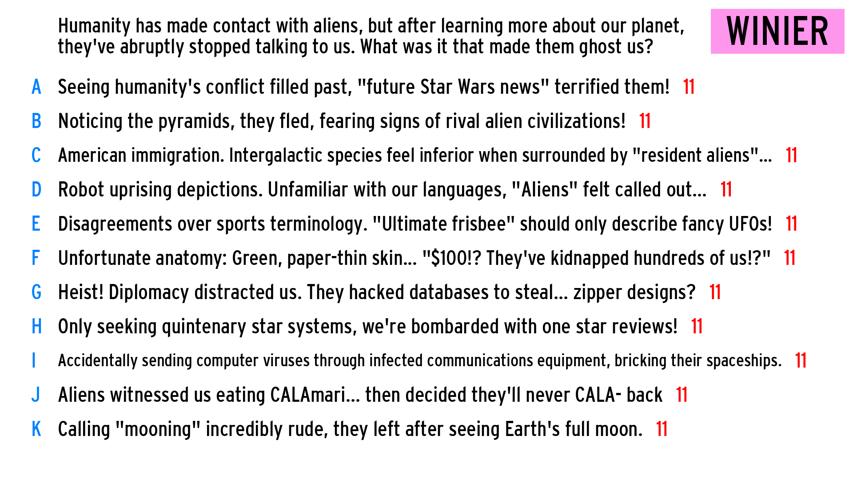 Humanity has made contact with aliens, but after learning more about our planet,
they've abruptly stopped talking to us. What was it that made them ghost us?
WINIER
A Seeing humanity's conflict filled past, "future Star Wars news" terrified them! 11
B Noticing the pyramids, they fled, fearing signs of rival alien civilizations! 11
C American immigration. Intergalactic species feel inferior when surrounded by "resident aliens"... 11
D Robot uprising depictions. Unfamiliar with our languages, "Aliens" felt called out... 11
E Disagreements over sports terminology. "Ultimate frisbee" should only describe fancy UFOs! 11
F Unfortunate anatomy: Green, paper-thin skin... "$100!? They've kidnapped hundreds of us!?" 11
G Heist! Diplomacy distracted us. They hacked databases to steal... zipper designs? 11
H Only seeking quintenary star systems, we're bombarded with one star reviews! 11
I Accidentally sending computer viruses through infected communications equipment, bricking their spaceships. 11
J Aliens witnessed us eating CALAmari... then decided they'll never CALA- back 11
K Calling "mooning" incredibly rude, they left after seeing Earth's full moon. 11